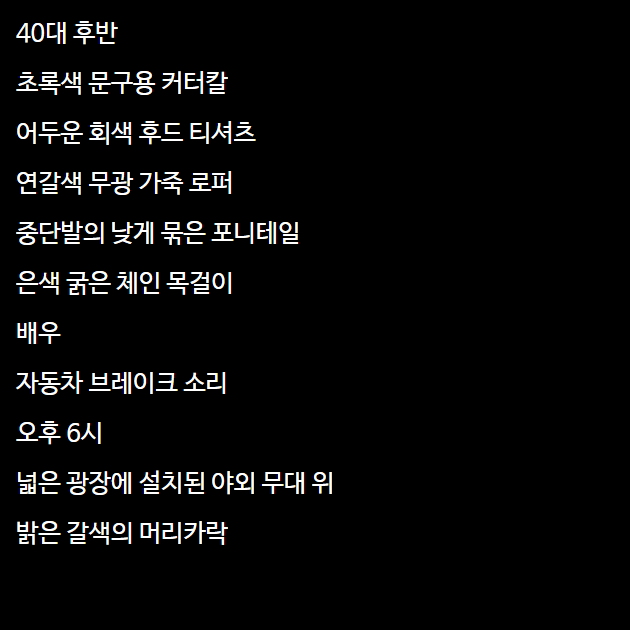 40대 후반
초록색 문구용 커터칼
어두운 회색 후드 티셔츠
연갈색 무광 가죽 로퍼
중단발의 낮게 묶은 포니테일
은색 굵은 체인 목걸이
배우
자동차 브레이크 소리
오후 6시
넓은 광장에 설치된 야외 무대 위
밝은 갈색의 머리카락